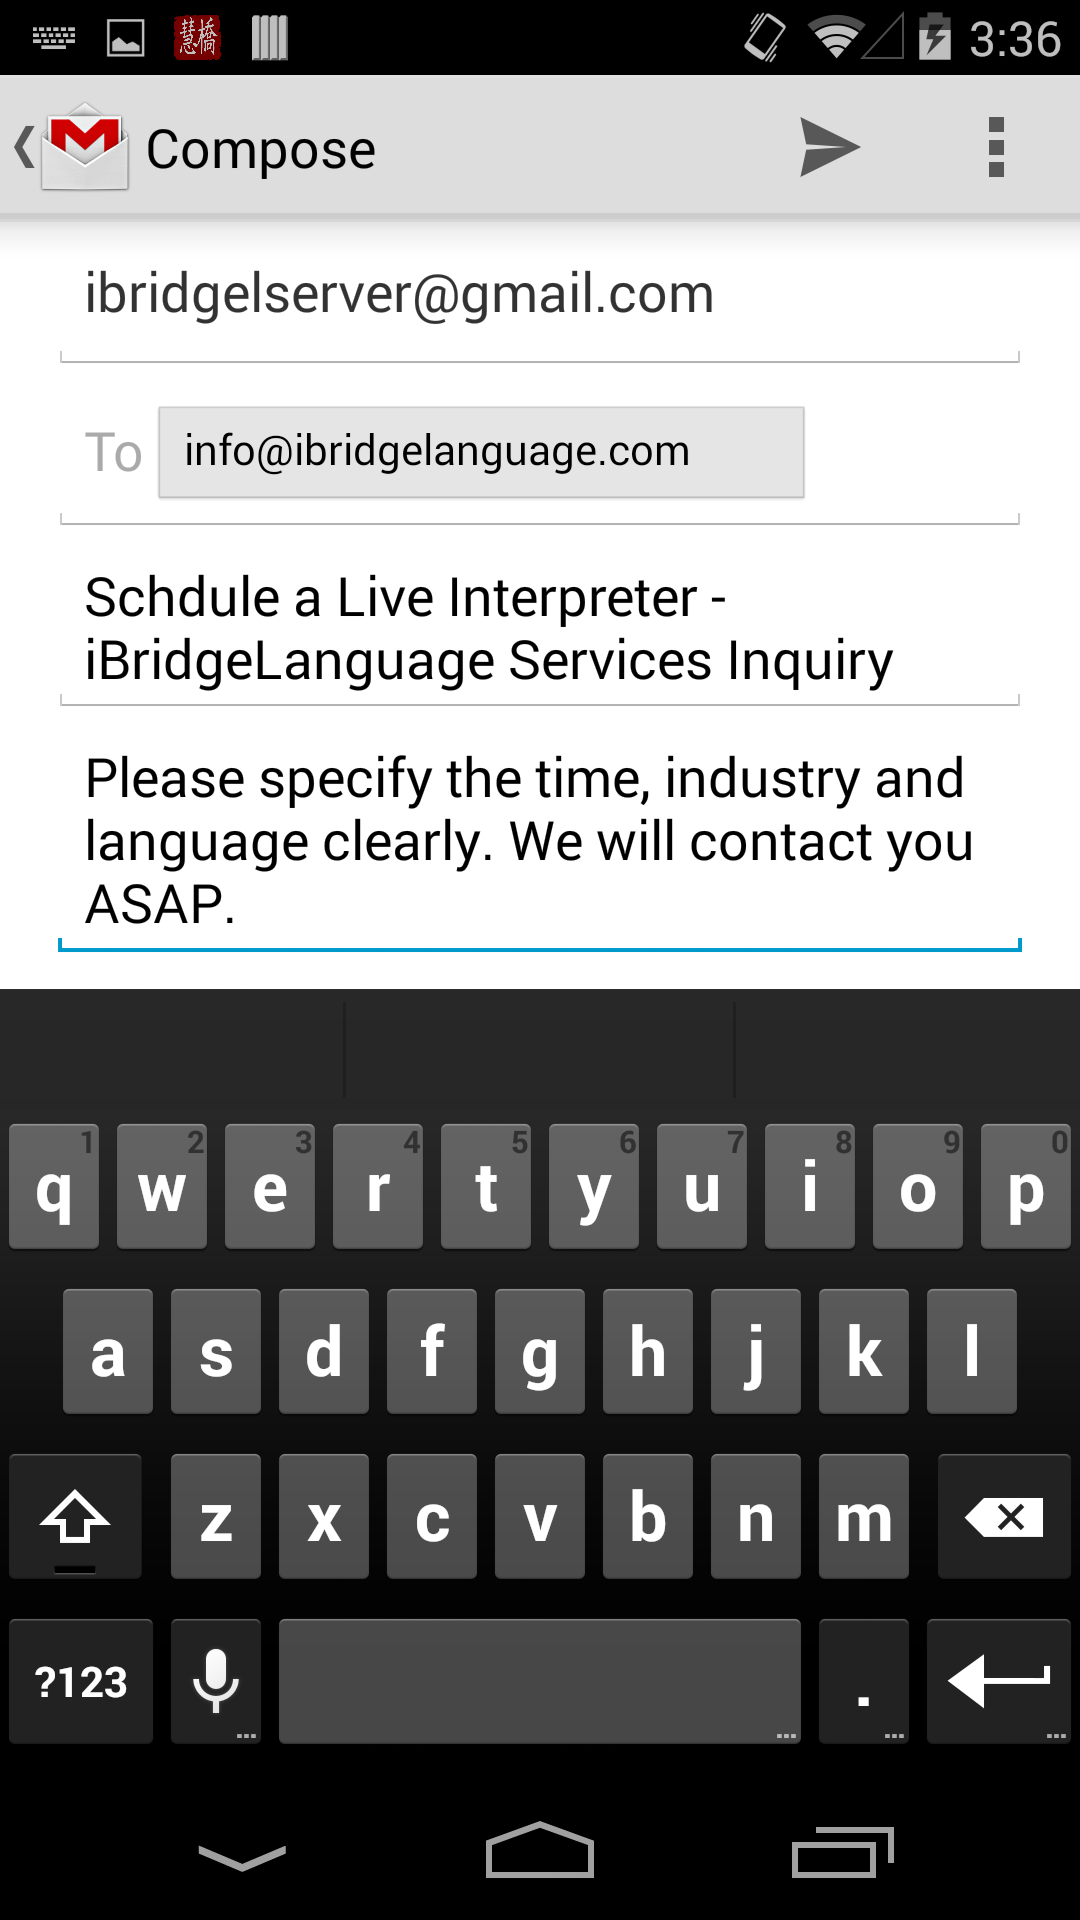 慧橋
3:36
Compose
ibridgelserver@gmail.com
To info@ibridgelanguage.com
Schdule a Live Interpreter -
iBridgeLanguage Services Inquiry
Please specify the time, industry and
language clearly. We will contact you
ASAP.
1 2 3 4 5 6 7 8 9 0
q w e r t y u i o p
a s d f g h j k l
z x c v b n m
?123 .